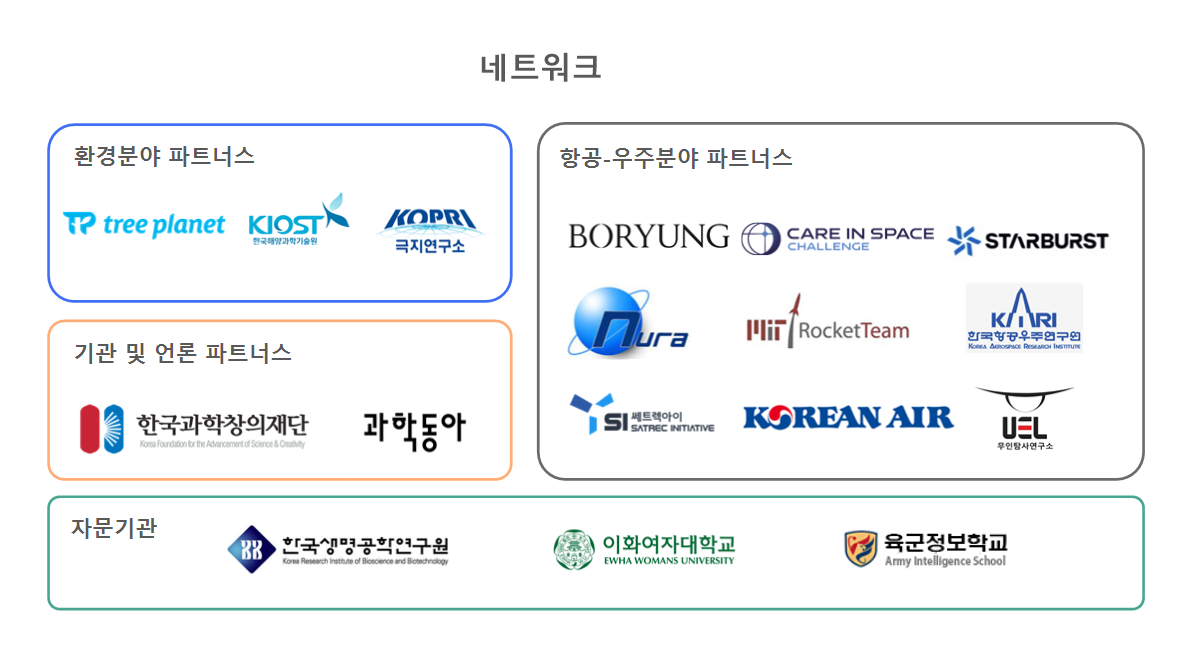 네트워크
환경분야 파트너스
TP tree planet
KIOST
한국해양과학기술원
KOPRI
극지연구소
항공-우주분야 파트너스
BORYUNG
CARE IN SPACE
CHALLENGE
STARBURST
nura
MIT RocketTeam
KARI
한국항공우주연구원
KOREA AEROSPACE RESEARCH INSTITUTE
SI 쎄트렉아이
SATREC INITIATIVE
KOREAN AIR
UEL
무인탐사연구소
기관 및 언론 파트너스
한국과학창의재단
Korea Foundation for the Advancement of Science & Creativity
과학동아
자문기관
한국생명공학연구원
Korea Research Institute of Bioscience and Biotechnology
이화여자대학교
EWHA WOMANS UNIVERSITY
육군정보학교
Army Intelligence School